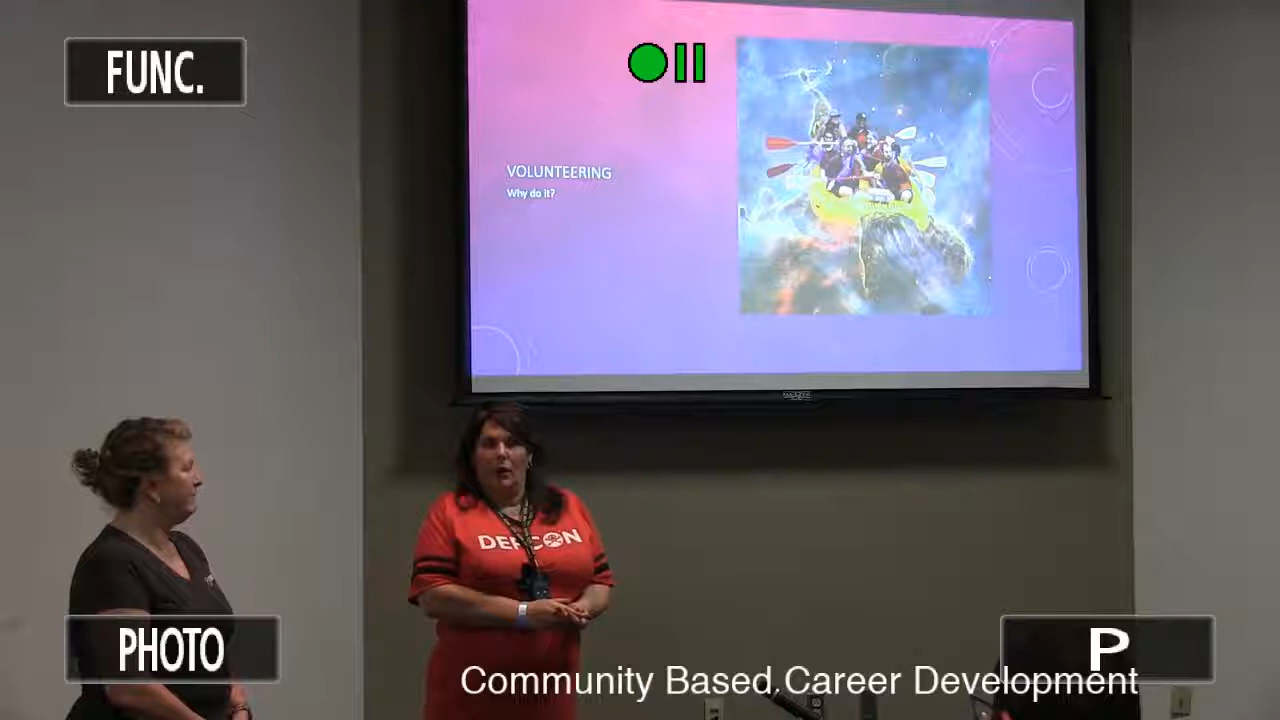 FUNC.
VOLUNTEERING
Why do it?
DEFCON
PHOTO
P
Community Based Career Development